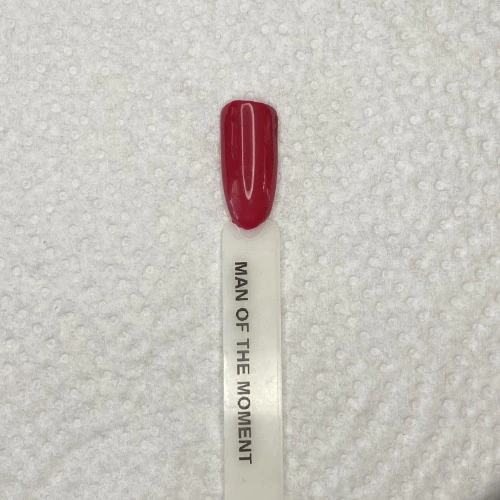 MAN OF THE MOMENT